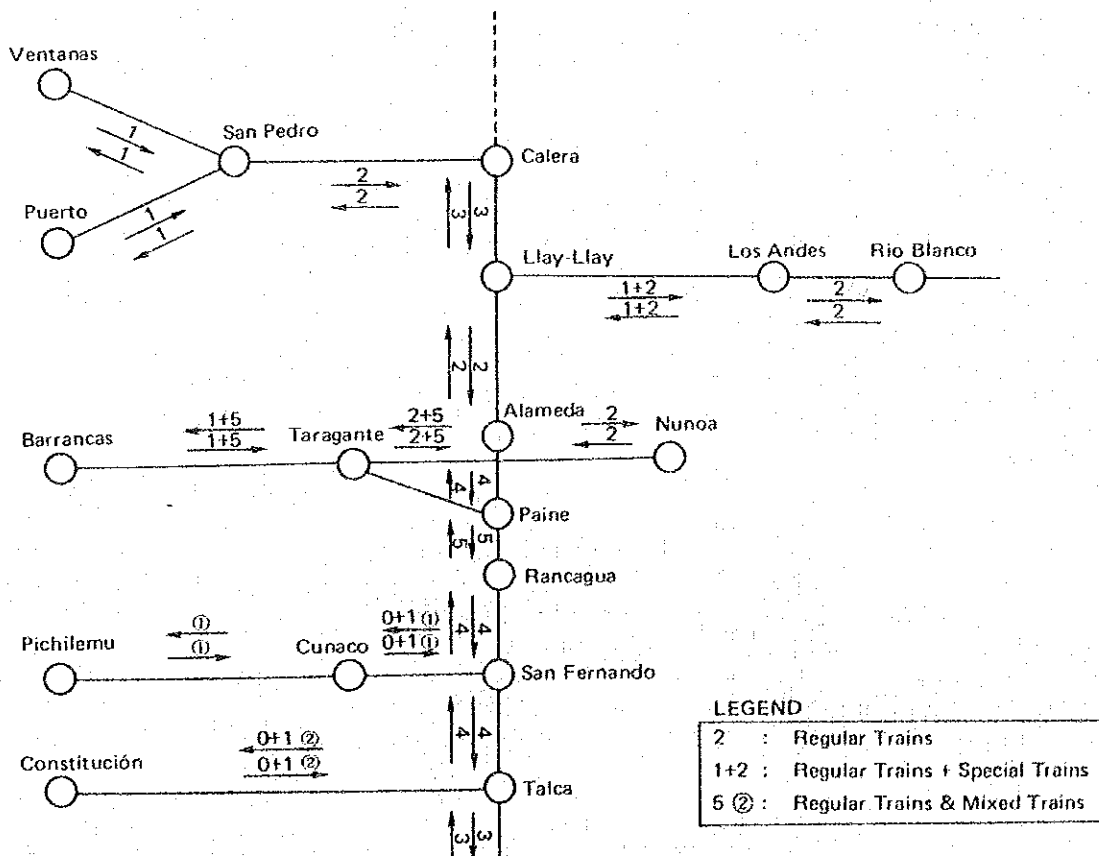 Ventanas
San Pedro
Calera
1
1
2
2
3
3
Puerto
1
1
Llay-Llay
Los Andes
Rio Blanco
1+2
1+2
2
2
2
2
Alameda
Nunoa
2
2
Barrancas
1+5
1+5
Taragante
2+5
2+5
4
4
Paine
5
5
Rancagua
Pichilemu
①
①
Cunaco
0+1 ①
0+1 ①
4
4
San Fernando
4
4
Constitución
0+1 ②
0+1 ②
Talca
3
3
LEGEND
2 : Regular Trains
1+2 : Regular Trains + Special Trains
5 ② : Regular Trains & Mixed Trains